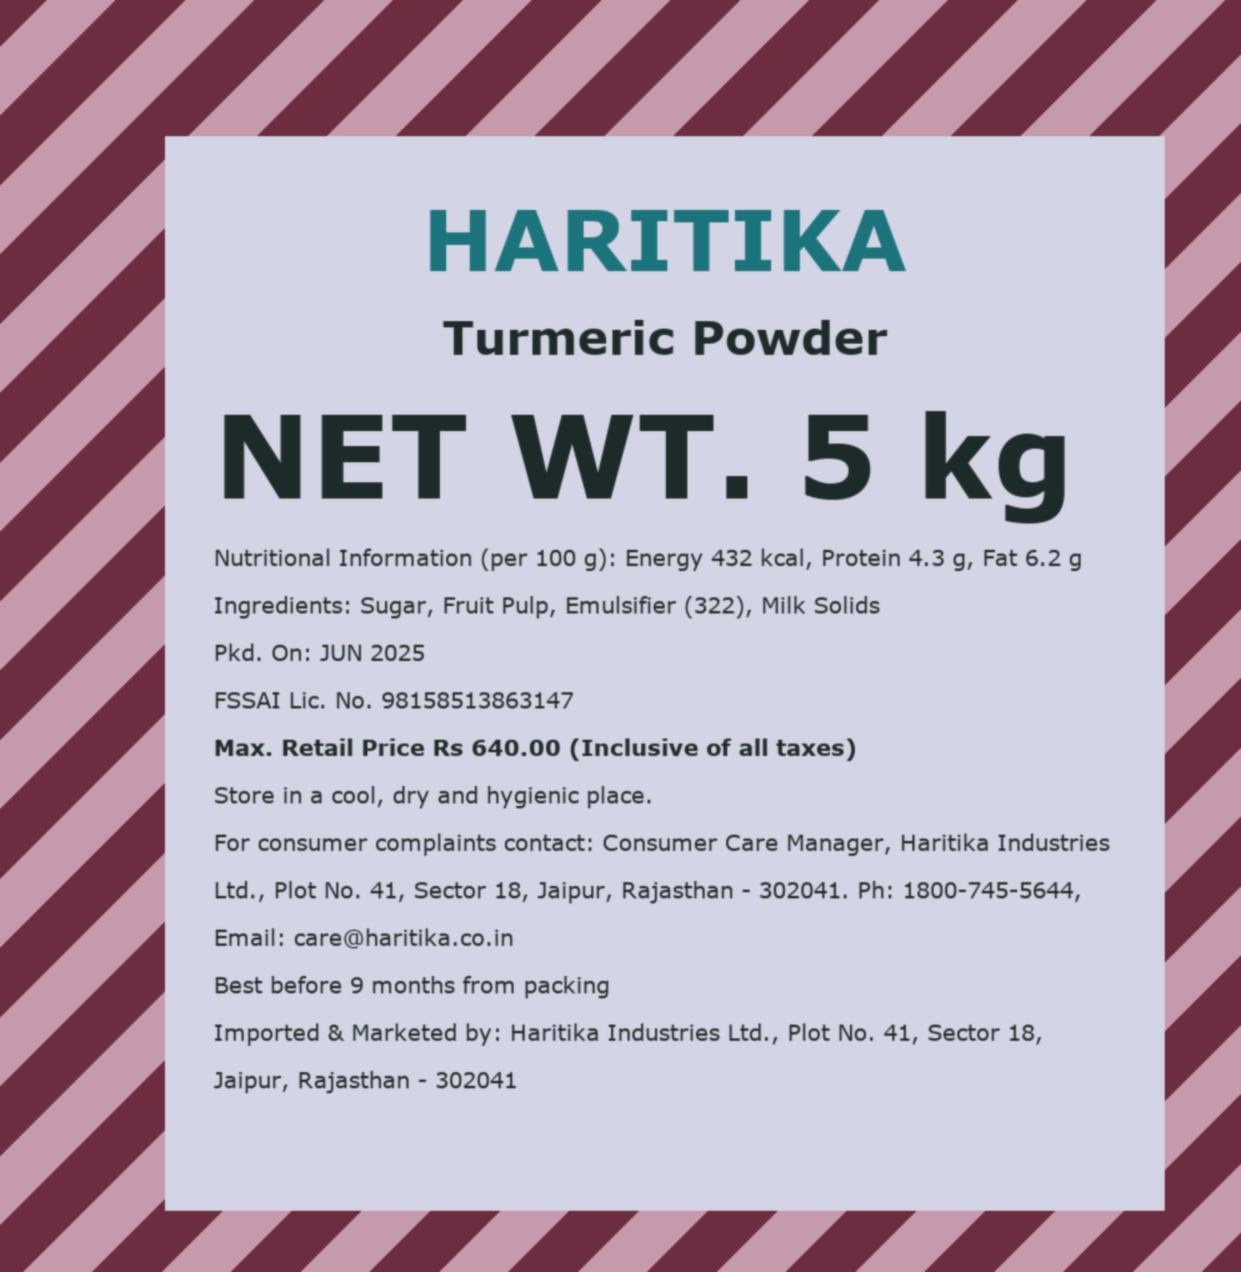 HARITIKA
Turmeric Powder
NET WT. 5 kg
Nutritional Information (per 100 g): Energy 432 kcal, Protein 4.3 g, Fat 6.2 g
Ingredients: Sugar, Fruit Pulp, Emulsifier (322), Milk Solids
Pkd. On: JUN 2025
FSSAI Lic. No. 98158513863147
Max. Retail Price Rs 640.00 (Inclusive of all taxes)
Store in a cool, dry and hygienic place.
For consumer complaints contact: Consumer Care Manager, Haritika Industries
Ltd., Plot No. 41, Sector 18, Jaipur, Rajasthan - 302041. Ph: 1800-745-5644,
Email: care@haritika.co.in
Best before 9 months from packing
Imported & Marketed by: Haritika Industries Ltd., Plot No. 41, Sector 18,
Jaipur, Rajasthan - 302041